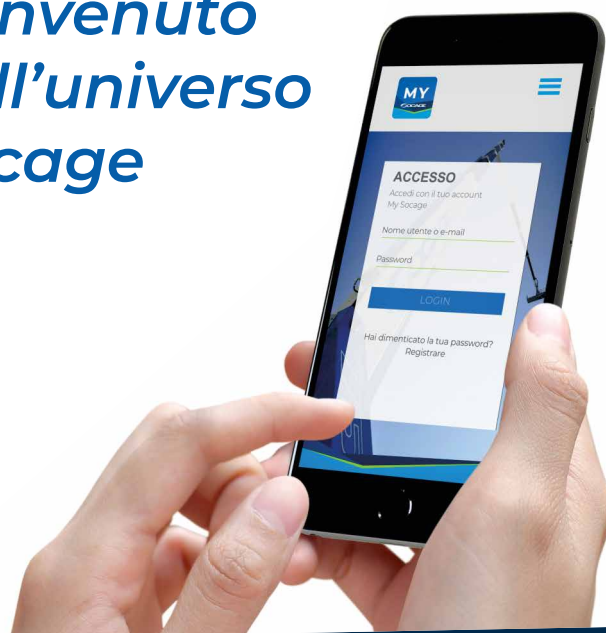 nvenuto
ll’universo
cage
MY
SOCAGE
ACCESSO
Accedi con il tuo account
My Socage
Nome utente o e-mail
Password
LOGIN
Hai dimenticato la tua password?
Registrare